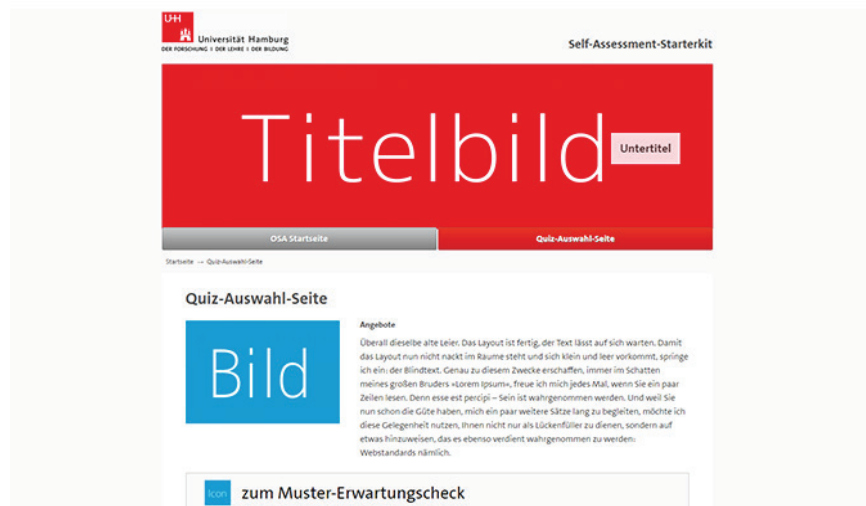 UHH
Universität Hamburg
DER FORSCHUNG | DER LEHRE | DER BILDUNG
Self-Assessment-Starterkit
Titelbild
Untertitel
OSA Startseite
Quiz-Auswahl-Seite
Startseite → Quiz-Auswahl-Seite
Quiz-Auswahl-Seite
Bild
Angebote
Überall dieselbe alte Leier. Das Layout ist fertig, der Text lässt auf sich warten. Damit
das Layout nun nicht nackt im Raume steht und sich klein und leer vorkommt, springe
ich ein: der Blindtext. Genau zu diesem Zwecke erschaffen, immer im Schatten
meines großen Bruders »Lorem Ipsum«, freue ich mich jedes Mal, wenn Sie ein paar
Zeilen lesen. Denn esse est percipi – Sein ist wahrgenommen werden. Und weil Sie
nun schon die Güte haben, mich ein paar weitere Sätze lang zu begleiten, möchte ich
diese Gelegenheit nutzen, Ihnen nicht nur als Lückenfüller zu dienen, sondern auf
etwas hinzuweisen, das es ebenso verdient wahrgenommen zu werden:
Webstandards nämlich.
Icon
zum Muster-Erwartungscheck